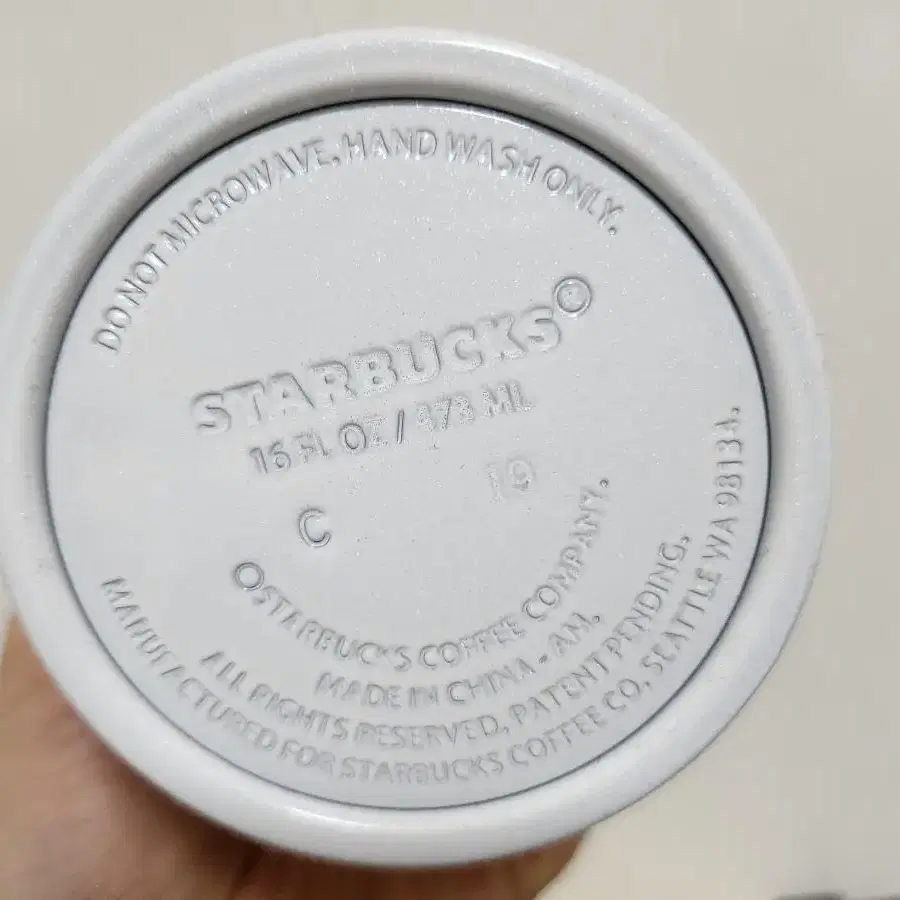 DO NOT MICROWAVE. HAND WASH ONLY.
STARBUCKS®
16 FL OZ / 473 ML
C 19
©STARBUCKS COFFEE COMPANY.
MADE IN CHINA - AM.
ALL RIGHTS RESERVED, PATENT PENDING.
MANUFACTURED FOR STARBUCKS COFFEE CO. SEATTLE WA 98134.